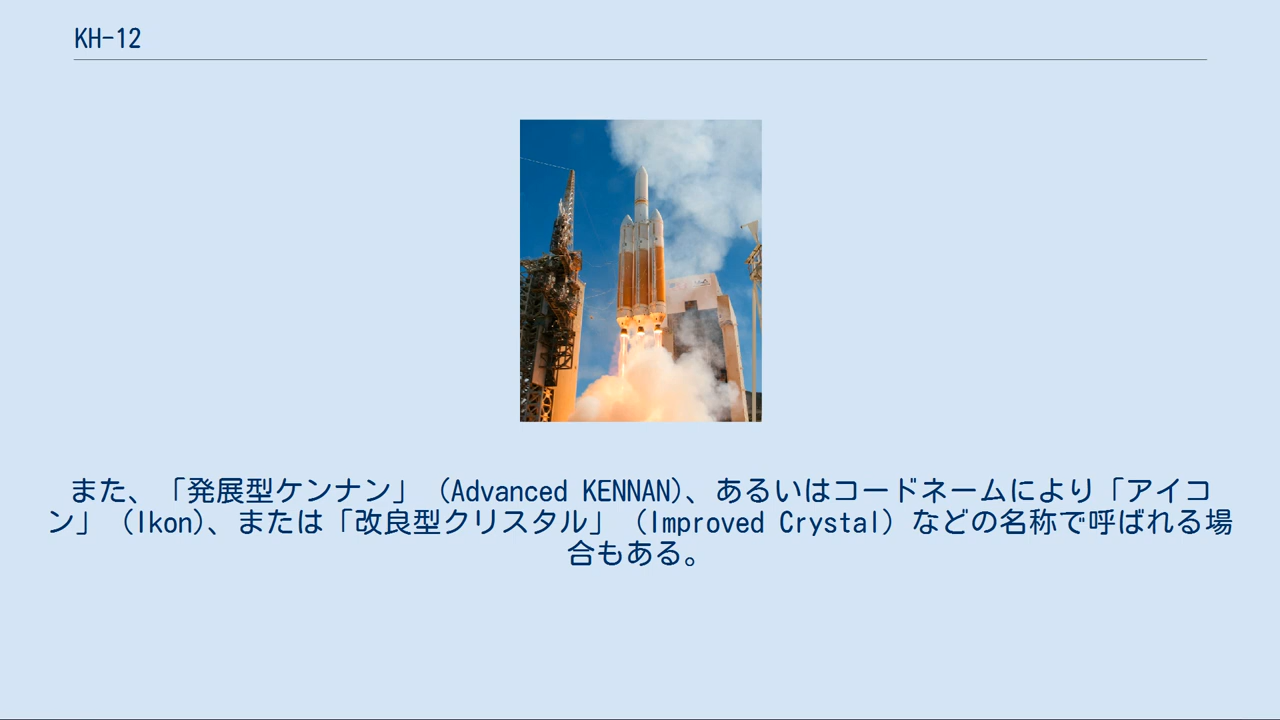 KH-12
また、「発展型ケンナン」（Advanced KENNAN）、あるいはコードネームにより「アイコ
ン」（Ikon）、または「改良型クリスタル」（Improved Crystal）などの名称で呼ばれる場
合もある。